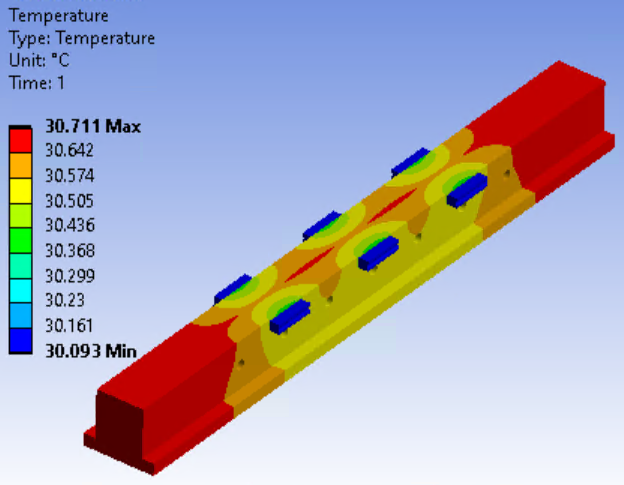 Temperature
Type: Temperature
Unit: °C
Time: 1
30.711 Max
30.642
30.574
30.505
30.436
30.368
30.299
30.23
30.161
30.093 Min